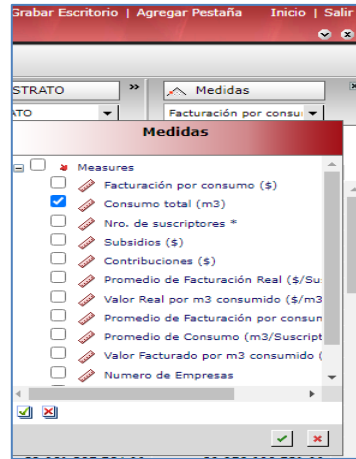 Grabar Escritorio | Agregar Pestaña Inicio | Salir
STRATO » Medidas
ATO Facturación por consu
Medidas
Measures
Facturación por consumo ($)
Consumo total (m3)
Nro. de suscriptores *
Subsidios ($)
Contribuciones ($)
Promedio de Facturación Real ($/Su
Valor Real por m3 consumido ($/m3
Promedio de Facturación por consun
Promedio de Consumo (m3/Suscript
Valor Facturado por m3 consumido (
Numero de Empresas